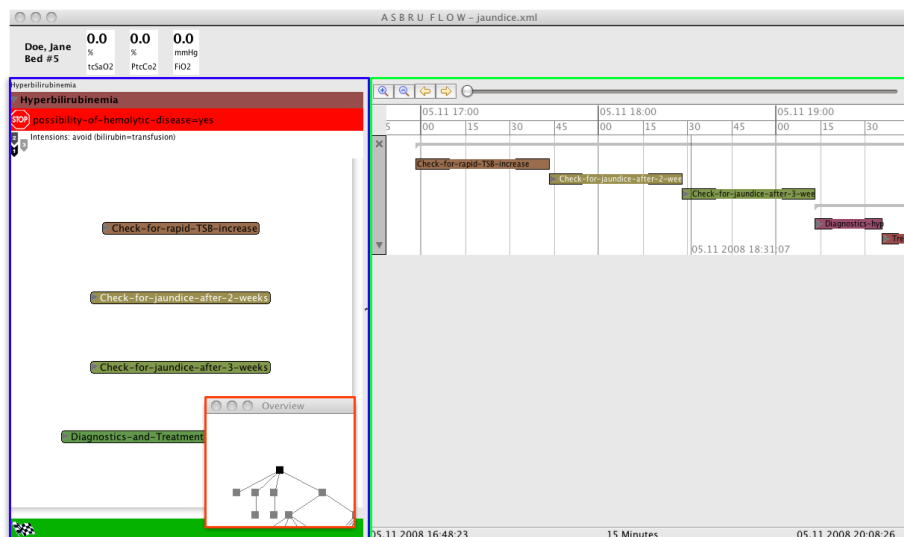 A S B R U F L O W - jaundice.xml
Doe, Jane
Bed #5
0.0 0.0 0.0
% % mmHg
tcSaO2 PtcCo2 FiO2
Hyperbilirubinemia
Hyperbilirubinemia
STOP possibility-of-hemolytic-disease=yes
Intensions: avoid (bilirubin=transfusion)
Check-for-rapid-TSB-increase
Check-for-jaundice-after-2-weeks
Check-for-jaundice-after-3-weeks
Diagnostics-and-Treatment
Overview
05.11 17:00 05.11 18:00 05.11 19:00
5 00 15 30 45 00 15 30 45 00 15 30
Check-for-rapid-TSB-increase
Check-for-jaundice-after-2-wee
Check-for-jaundice-after-3-wee
Diagnostics-hyp
Tre
05.11 2008 18:31:07
05.11 2008 16:48:23 15 Minutes 05.11 2008 20:08:26